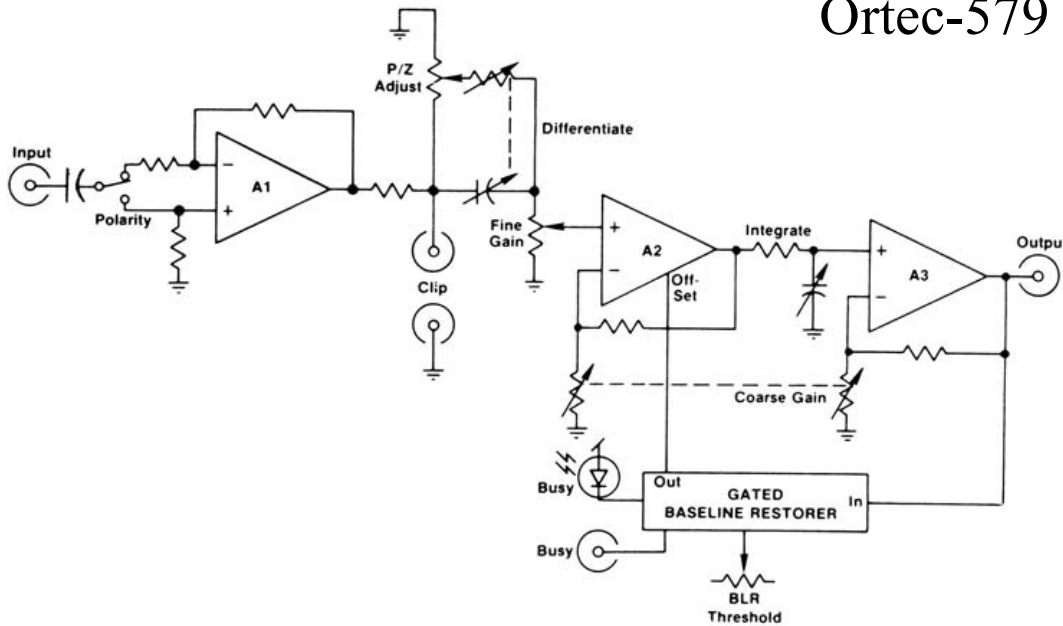 Ortec-579
P/Z
Adjust
Differentiate
Input
A1
−
+
Polarity
Fine
Gain
Clip
+
−
A2
Off-
Set
Integrate
+
−
A3
Outpu
Coarse Gain
Busy
Out
GATED
BASELINE RESTORER
In
Busy
BLR
Threshold